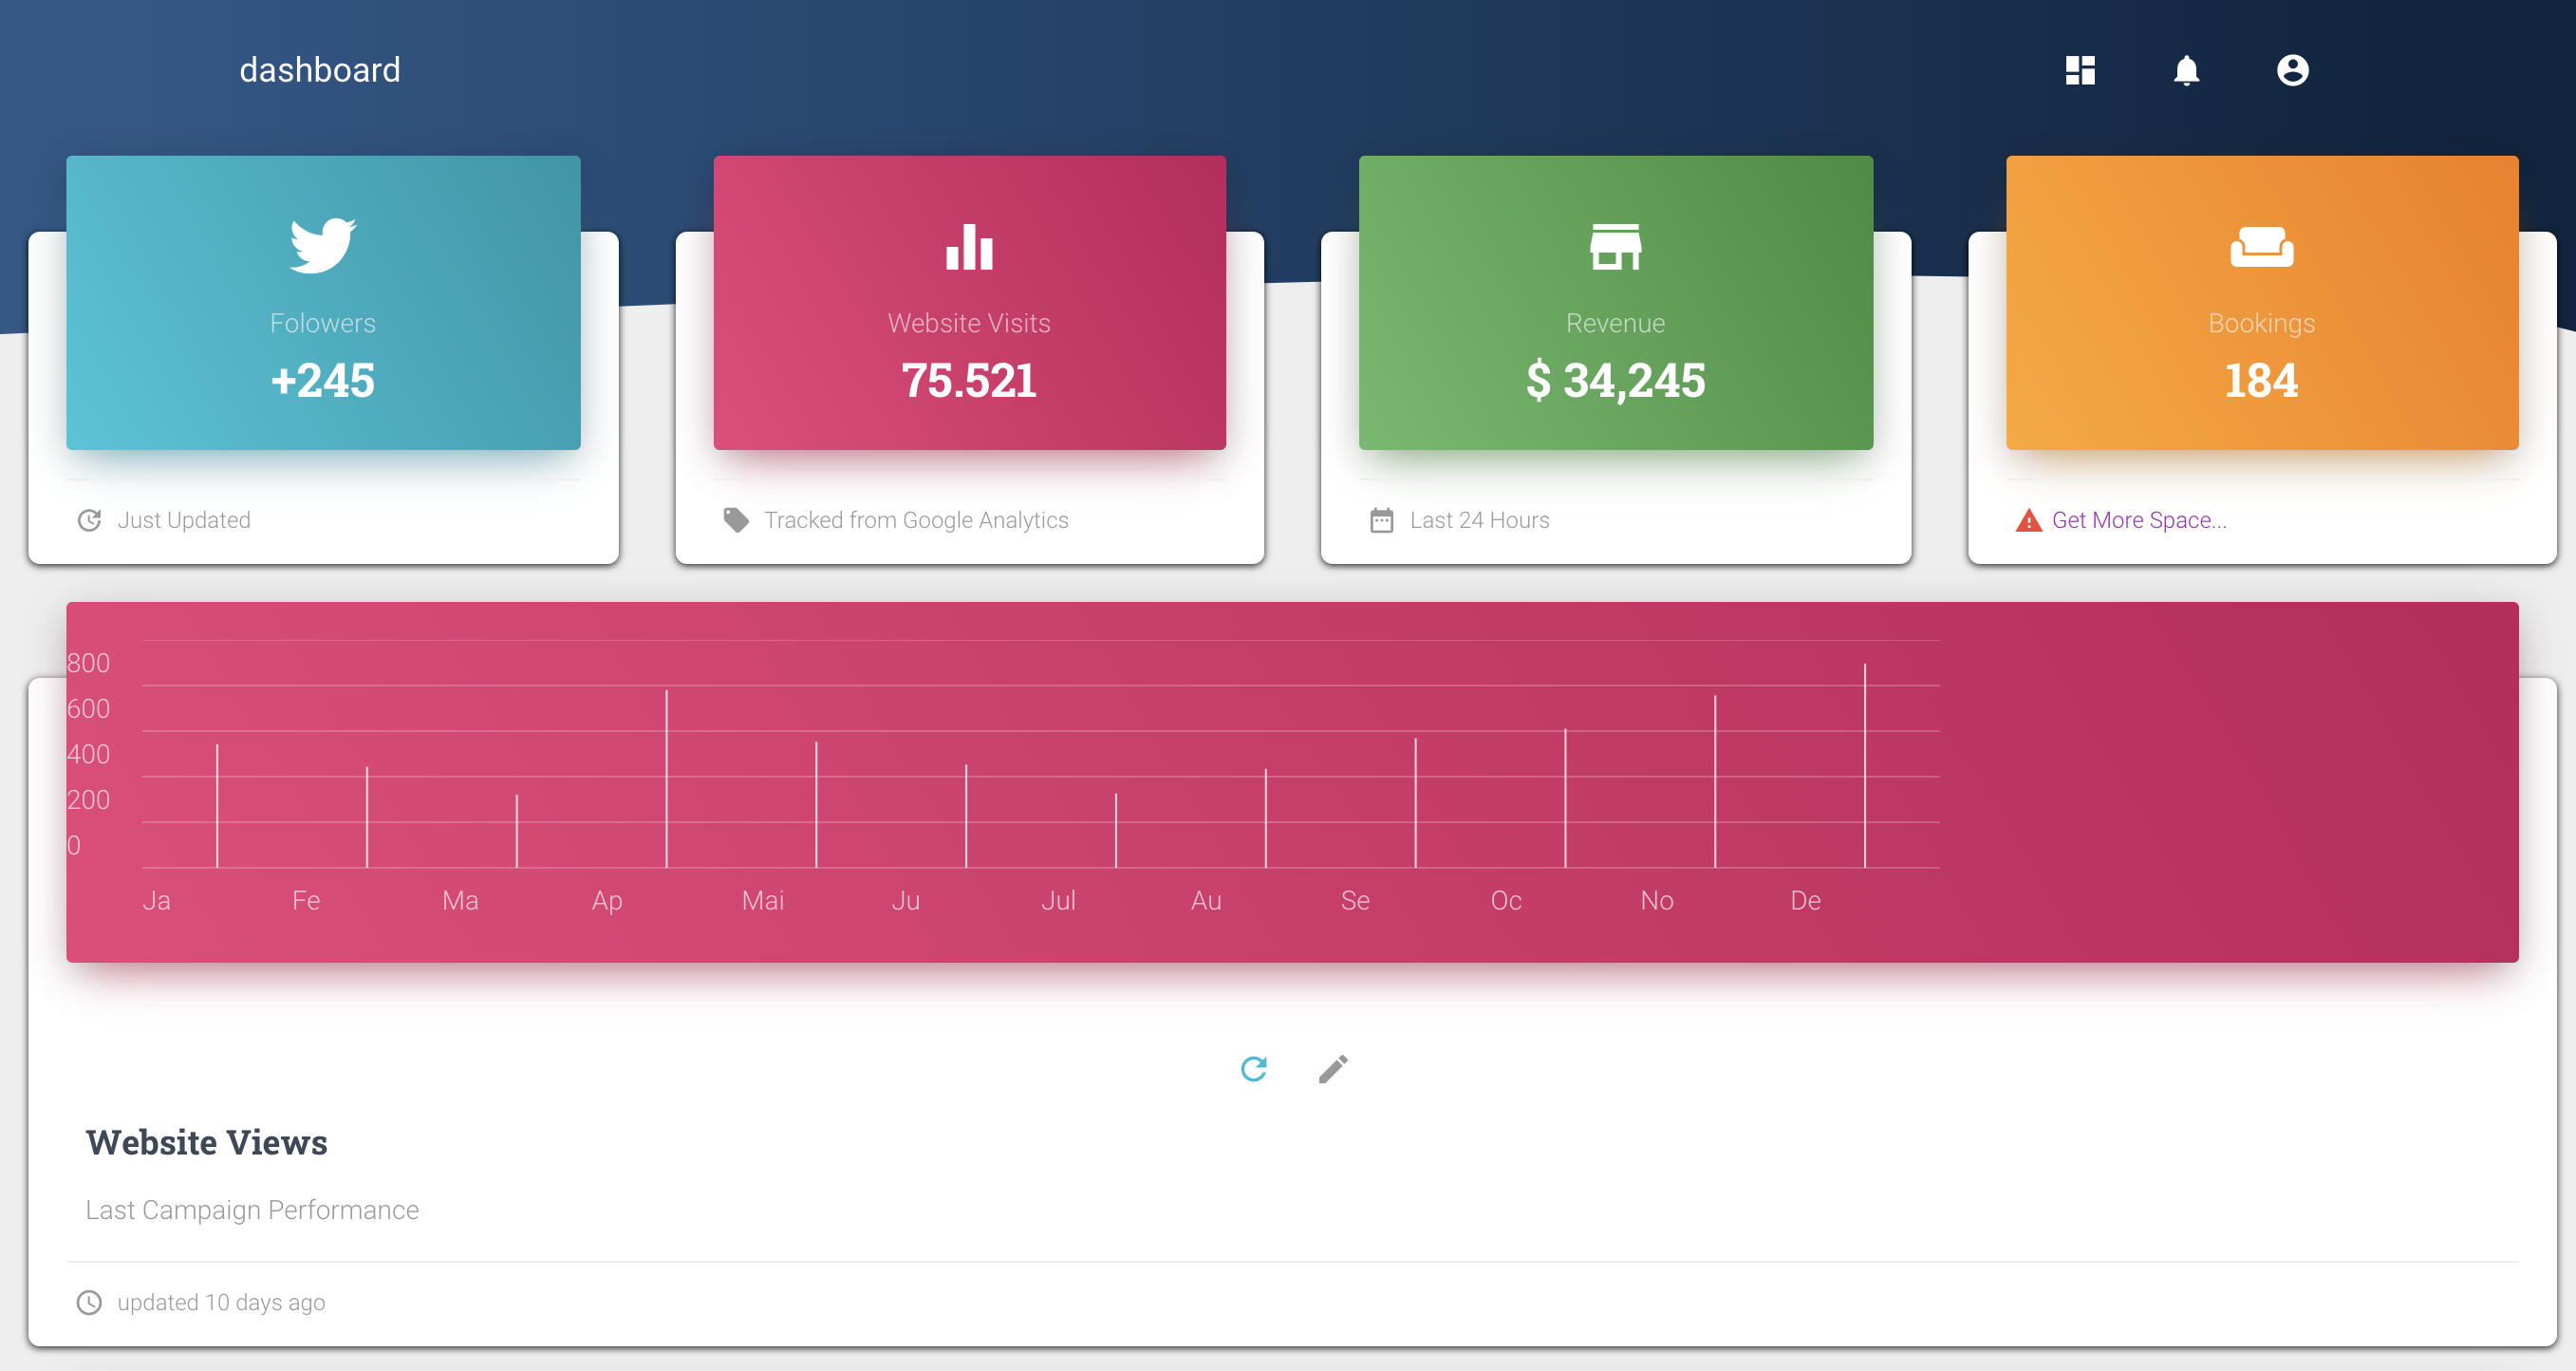 dashboard
Folowers
+245
Just Updated
Website Visits
75.521
Tracked from Google Analytics
Revenue
$ 34,245
Last 24 Hours
Bookings
184
Get More Space...
800
600
400
200
0
Ja Fe Ma Ap Mai Ju Jul Au Se Oc No De
Website Views
Last Campaign Performance
updated 10 days ago